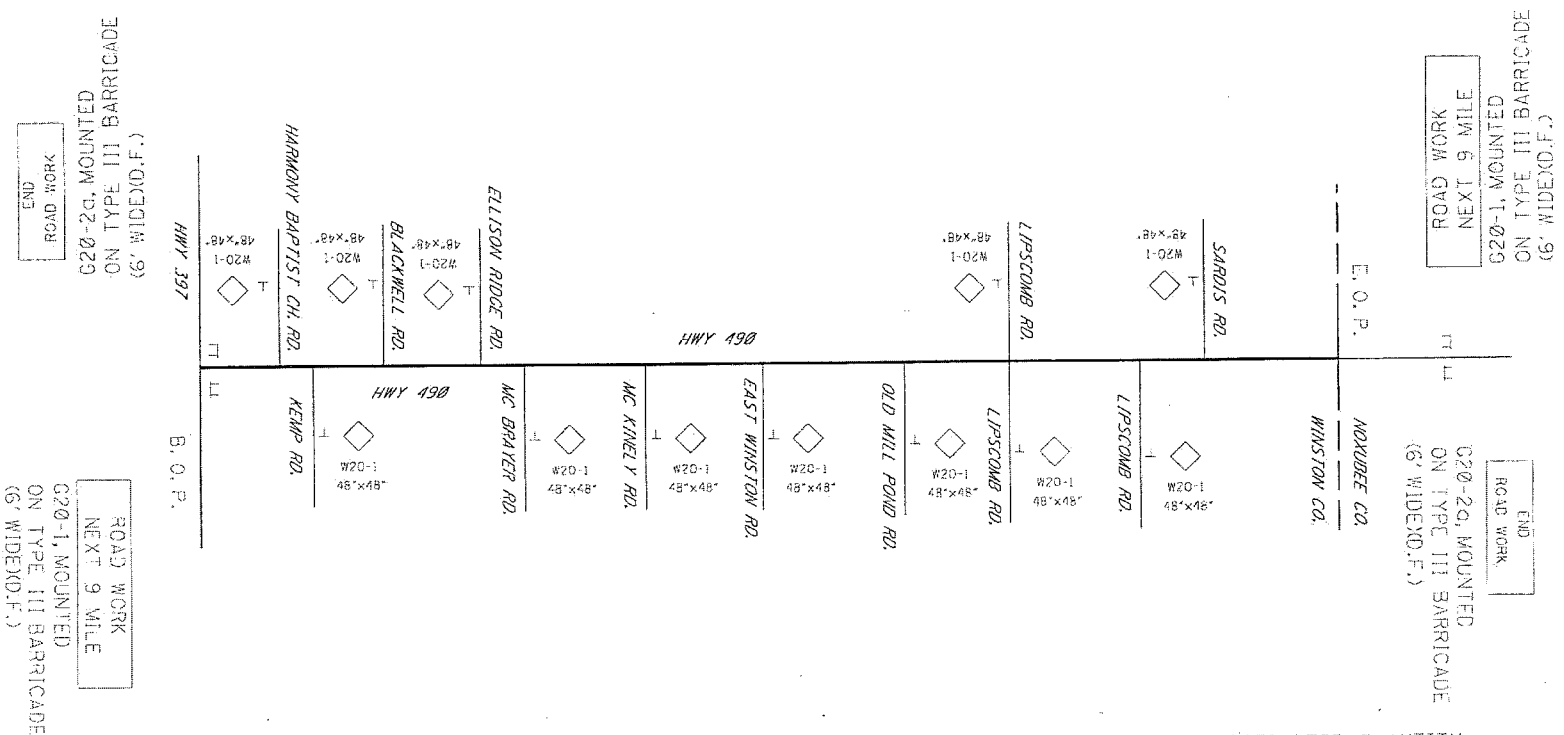 ROAD WORK
NEXT 9 MILE
G20-1, MOUNTED
ON TYPE III BARRICADE
(6' WIDE)(D.F.)
END
ROAD WORK
G20-2a, MOUNTED
ON TYPE III BARRICADE
(6' WIDE)(D.F.)
E. O. P.
NOXUBEE CO.
WINSTON CO.
SARDIS RD.
W20-1
48"x48"
LIPSCOMB RD.
W20-1
48"x48"
LIPSCOMB RD.
W20-1
48"x48"
LIPSCOMB RD.
W20-1
48"x48"
OLD MILL POND RD.
W20-1
48"x48"
HWY 490
EAST WINSTON RD.
W20-1
48"x48"
MC KINELY RD.
W20-1
48"x48"
MC BRAYER RD.
W20-1
48"x48"
ELLISON RIDGE RD.
W20-1
48"x48"
BLACKWELL RD.
W20-1
48"x48"
HWY 490
KEMP RD.
W20-1
48"x48"
HARMONY BAPTIST CH. RD.
W20-1
48"x48"
HWY 397
B. O. P.
END
ROAD WORK
G20-2a, MOUNTED
ON TYPE III BARRICADE
(6' WIDE)(D.F.)
ROAD WORK
NEXT 9 MILE
G20-1, MOUNTED
ON TYPE III BARRICADE
(6' WIDE)(D.F.)